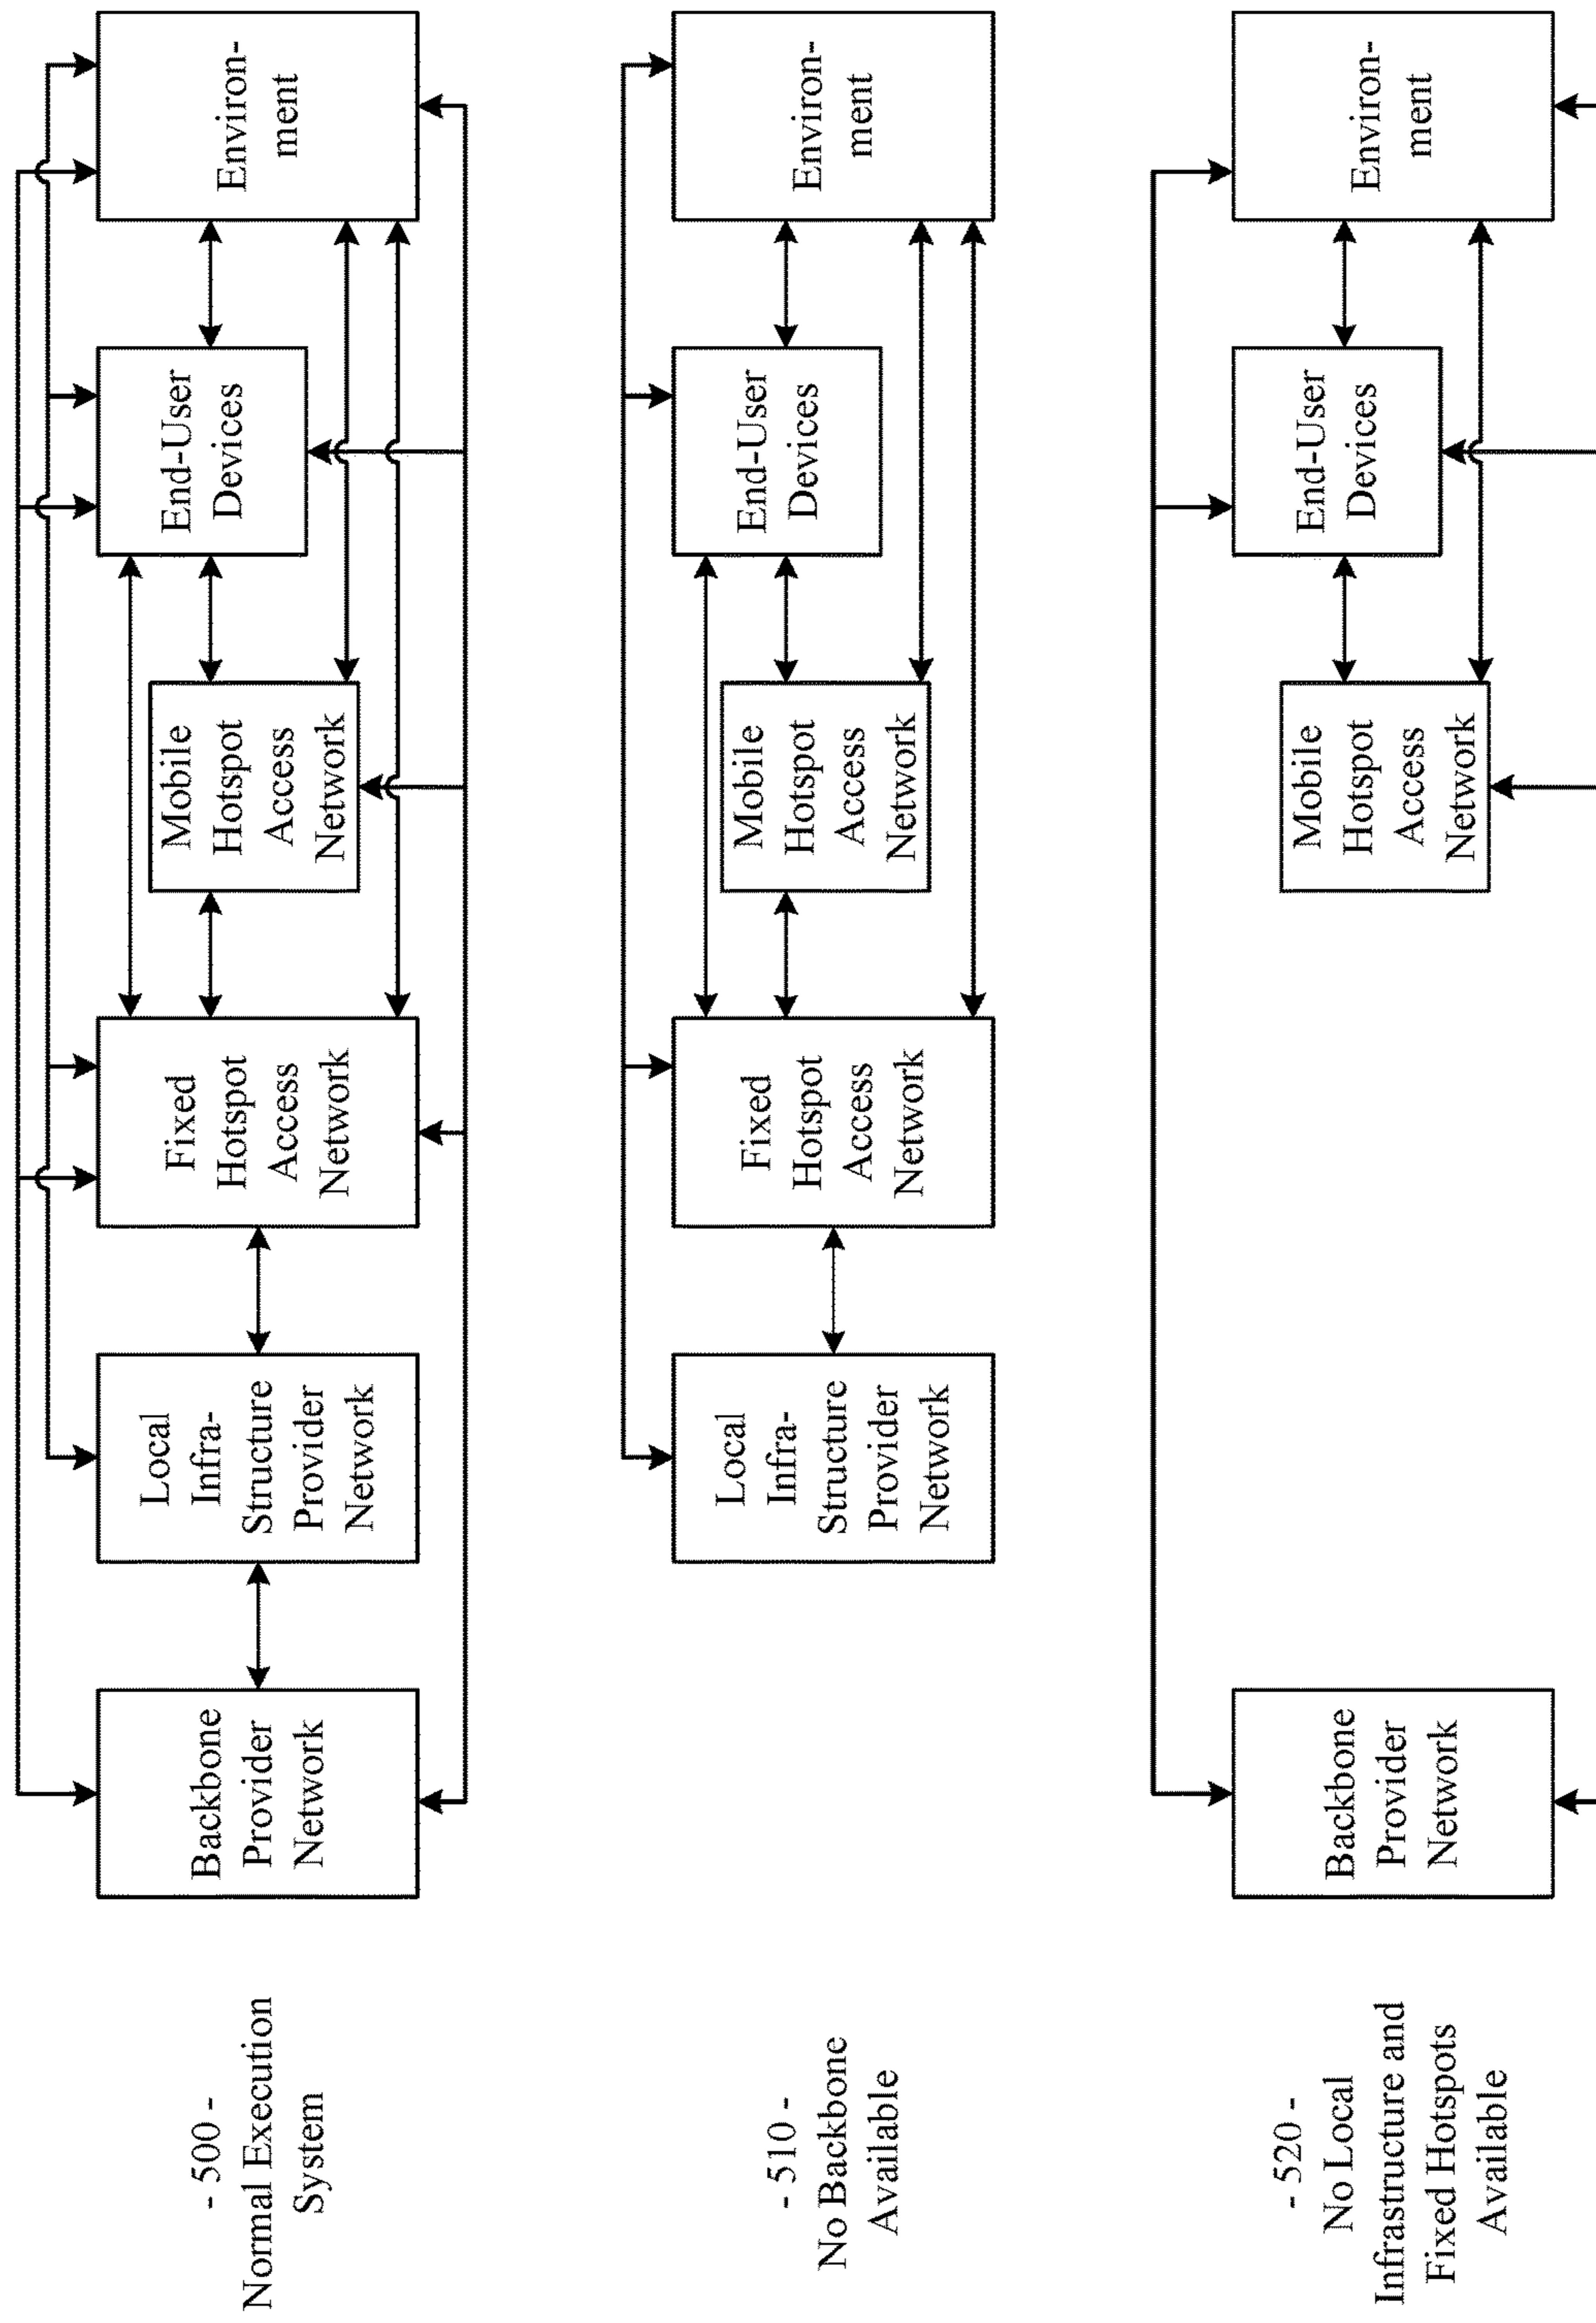 - 500 -
Normal Execution
System
Backbone
Provider
Network
Local
Infra-
Structure
Provider
Network
Fixed
Hotspot
Access
Network
Mobile
Hotspot
Access
Network
End-User
Devices
Environ-
ment
- 510 -
No Backbone
Available
Local
Infra-
Structure
Provider
Network
Fixed
Hotspot
Access
Network
Mobile
Hotspot
Access
Network
End-User
Devices
Environ-
ment
- 520 -
No Local
Infrastructure and
Fixed Hotspots
Available
Backbone
Provider
Network
Mobile
Hotspot
Access
Network
End-User
Devices
Environ-
ment